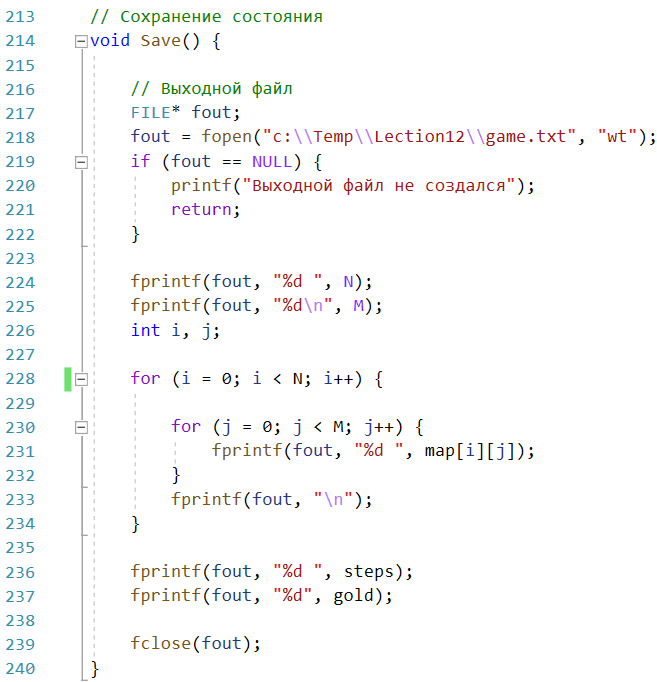 213 // Сохранение состояния
214 void Save() {
215
216     // Выходной файл
217     FILE* fout;
218     fout = fopen("c:\\Temp\\Lection12\\game.txt", "wt");
219     if (fout == NULL) {
220         printf("Выходной файл не создался");
221         return;
222     }
223
224     fprintf(fout, "%d ", N);
225     fprintf(fout, "%d\n", M);
226     int i, j;
227
228     for (i = 0; i < N; i++) {
229
230         for (j = 0; j < M; j++) {
231             fprintf(fout, "%d ", map[i][j]);
232         }
233         fprintf(fout, "\n");
234     }
235
236     fprintf(fout, "%d ", steps);
237     fprintf(fout, "%d", gold);
238
239     fclose(fout);
240 }